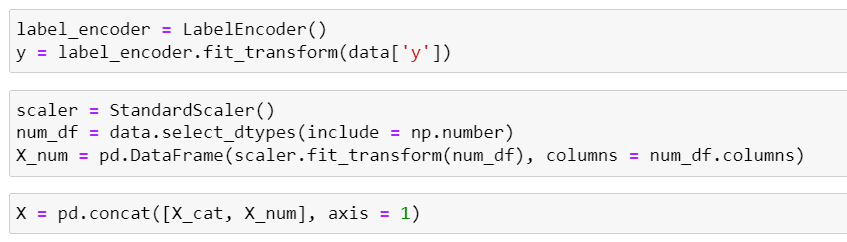 label_encoder = LabelEncoder()
y = label_encoder.fit_transform(data['y'])
scaler = StandardScaler()
num_df = data.select_dtypes(include = np.number)
X_num = pd.DataFrame(scaler.fit_transform(num_df), columns = num_df.columns)
X = pd.concat([X_cat, X_num], axis = 1)